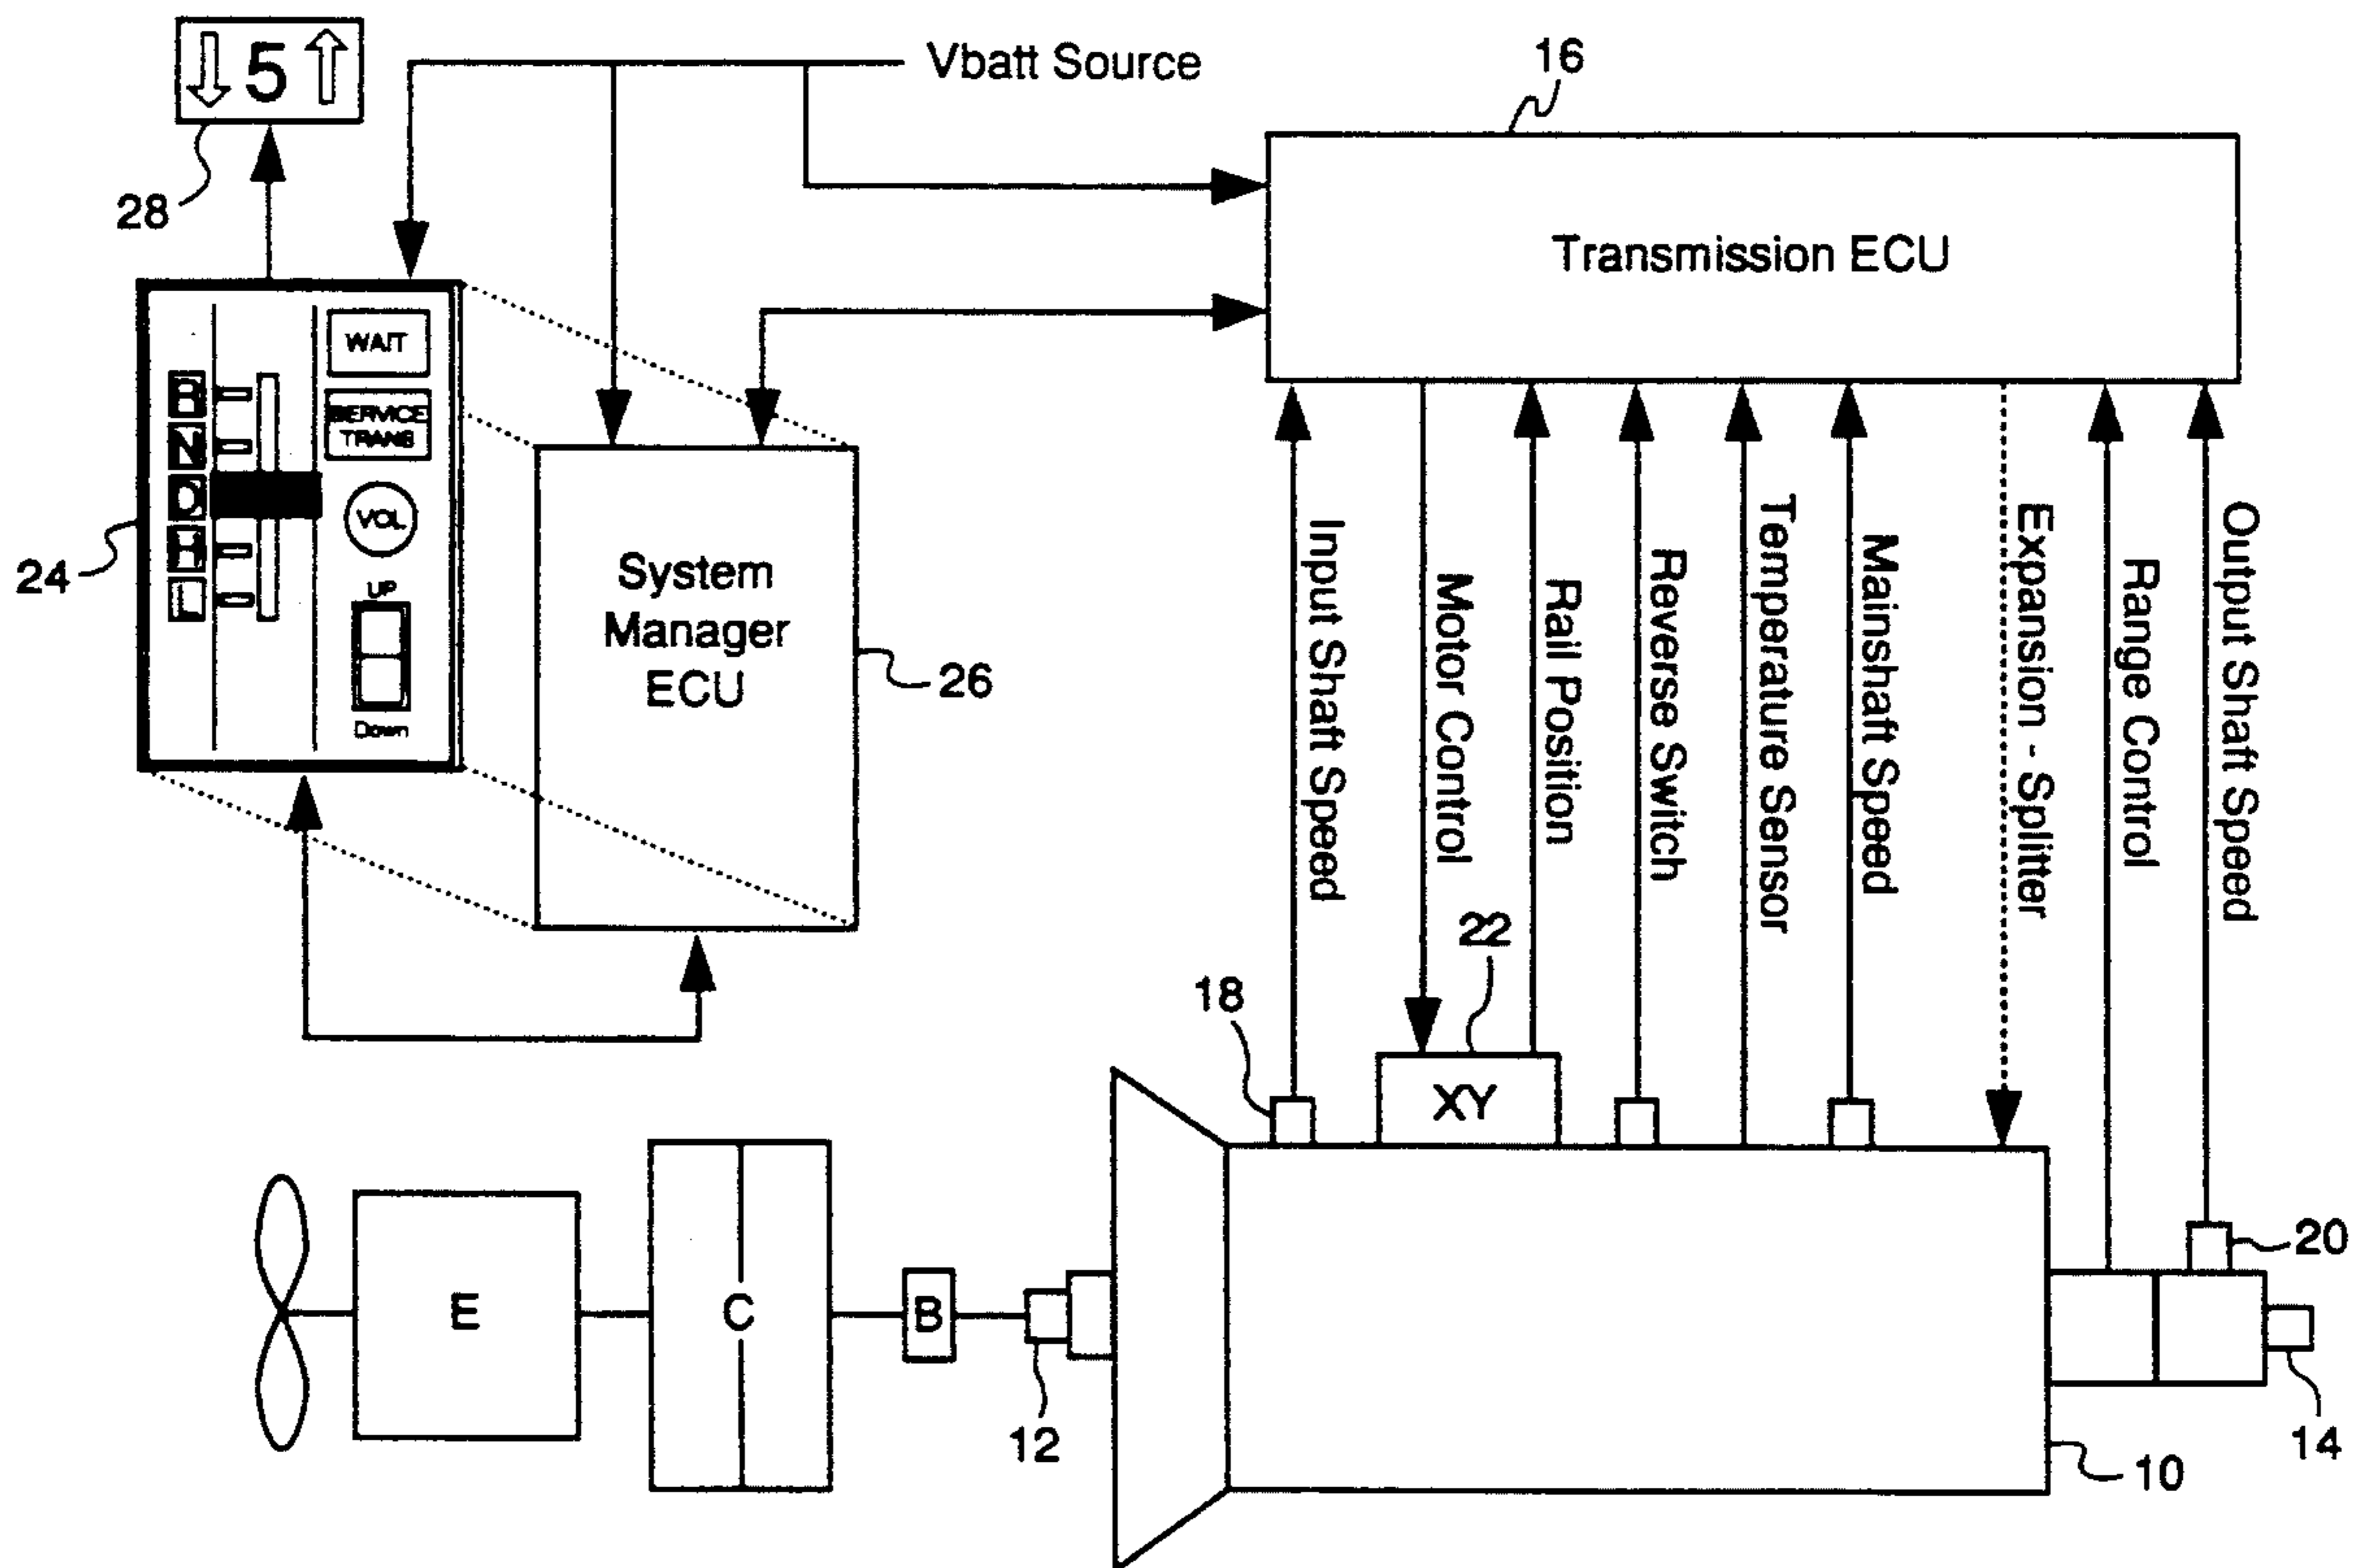 5
28
Vbatt Source
16
Transmission ECU
24
R
N
D
H
L
WAIT
SERVICE
TRANS
VOL
UP
Down
System
Manager
ECU
26
Input Shaft Speed
Motor Control
Rail Position
Reverse Switch
Temperature Sensor
Mainshaft Speed
Expansion - Splitter
Range Control
Output Shaft Speed
18
22
XY
20
E
C
B
12
14
10